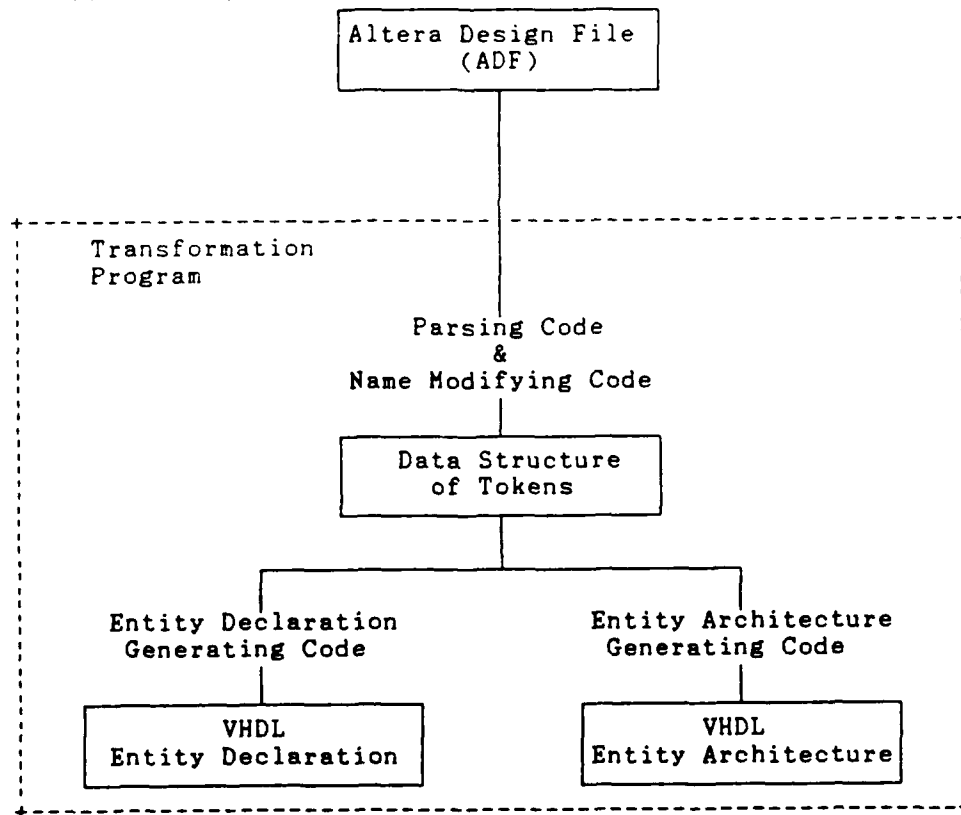 Altera Design File
(ADF)
Transformation
Program
Parsing Code
&
Name Modifying Code
Data Structure
of Tokens
Entity Declaration
Generating Code
Entity Architecture
Generating Code
VHDL
Entity Declaration
VHDL
Entity Architecture